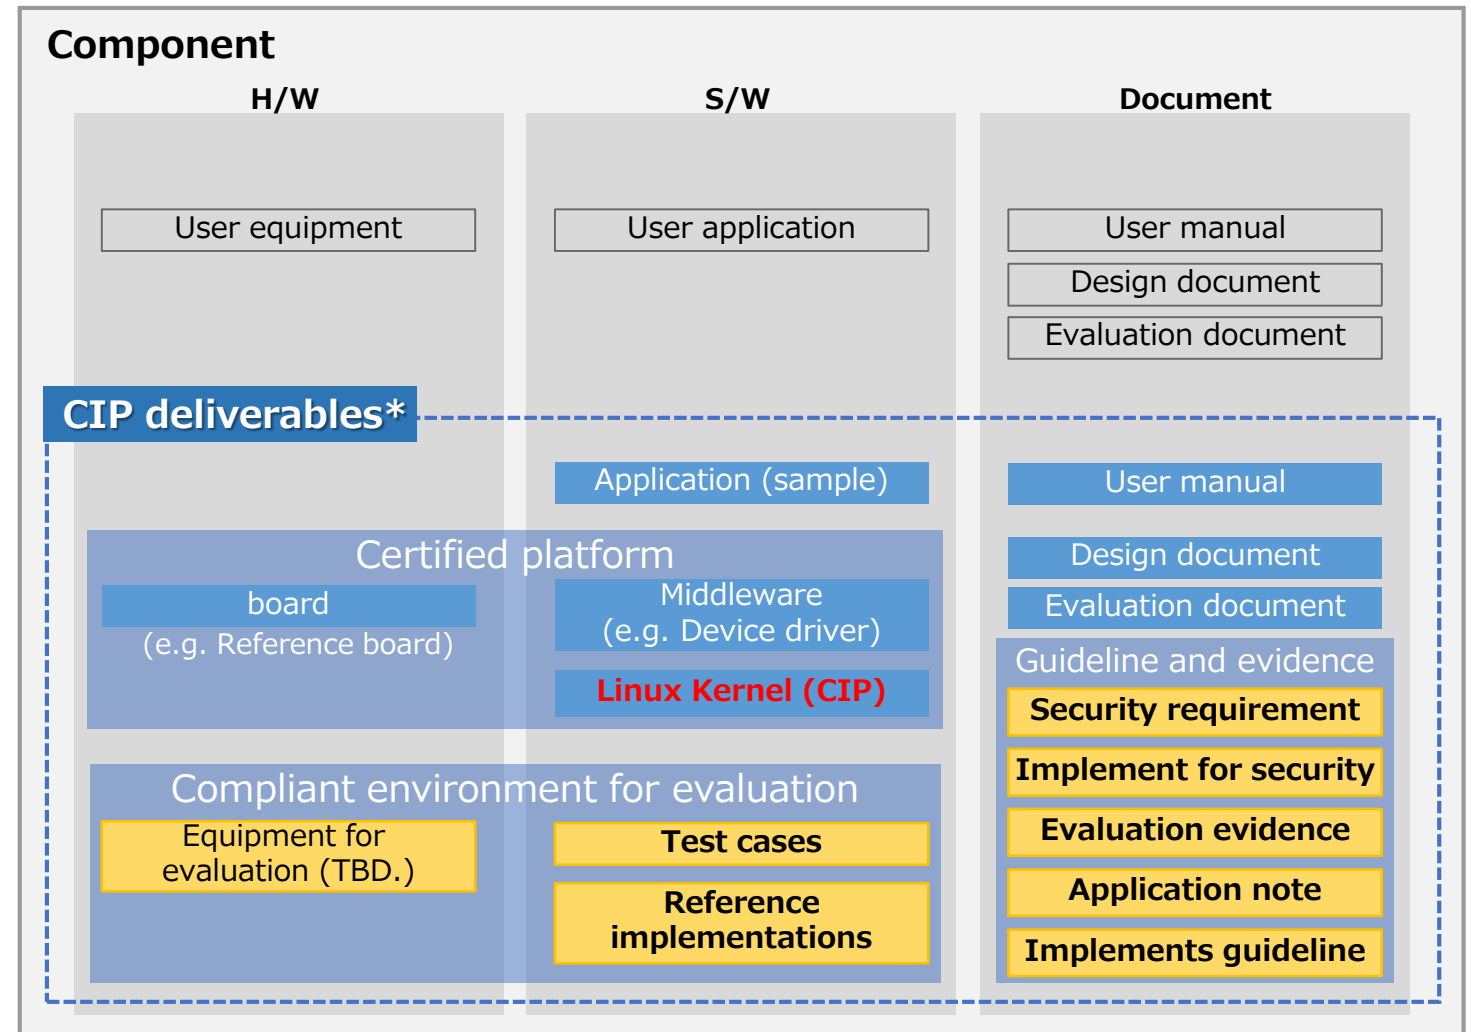 Component
H/W
S/W
Document
User equipment
User application
User manual
Design document
Evaluation document
CIP deliverables*
Application (sample)
User manual
Certified platform
Design document
board
(e.g. Reference board)
Middleware
(e.g. Device driver)
Evaluation document
Linux Kernel (CIP)
Guideline and evidence
Security requirement
Implement for security
Evaluation evidence
Application note
Implements guideline
Compliant environment for evaluation
Equipment for
evaluation (TBD.)
Test cases
Reference
implementations